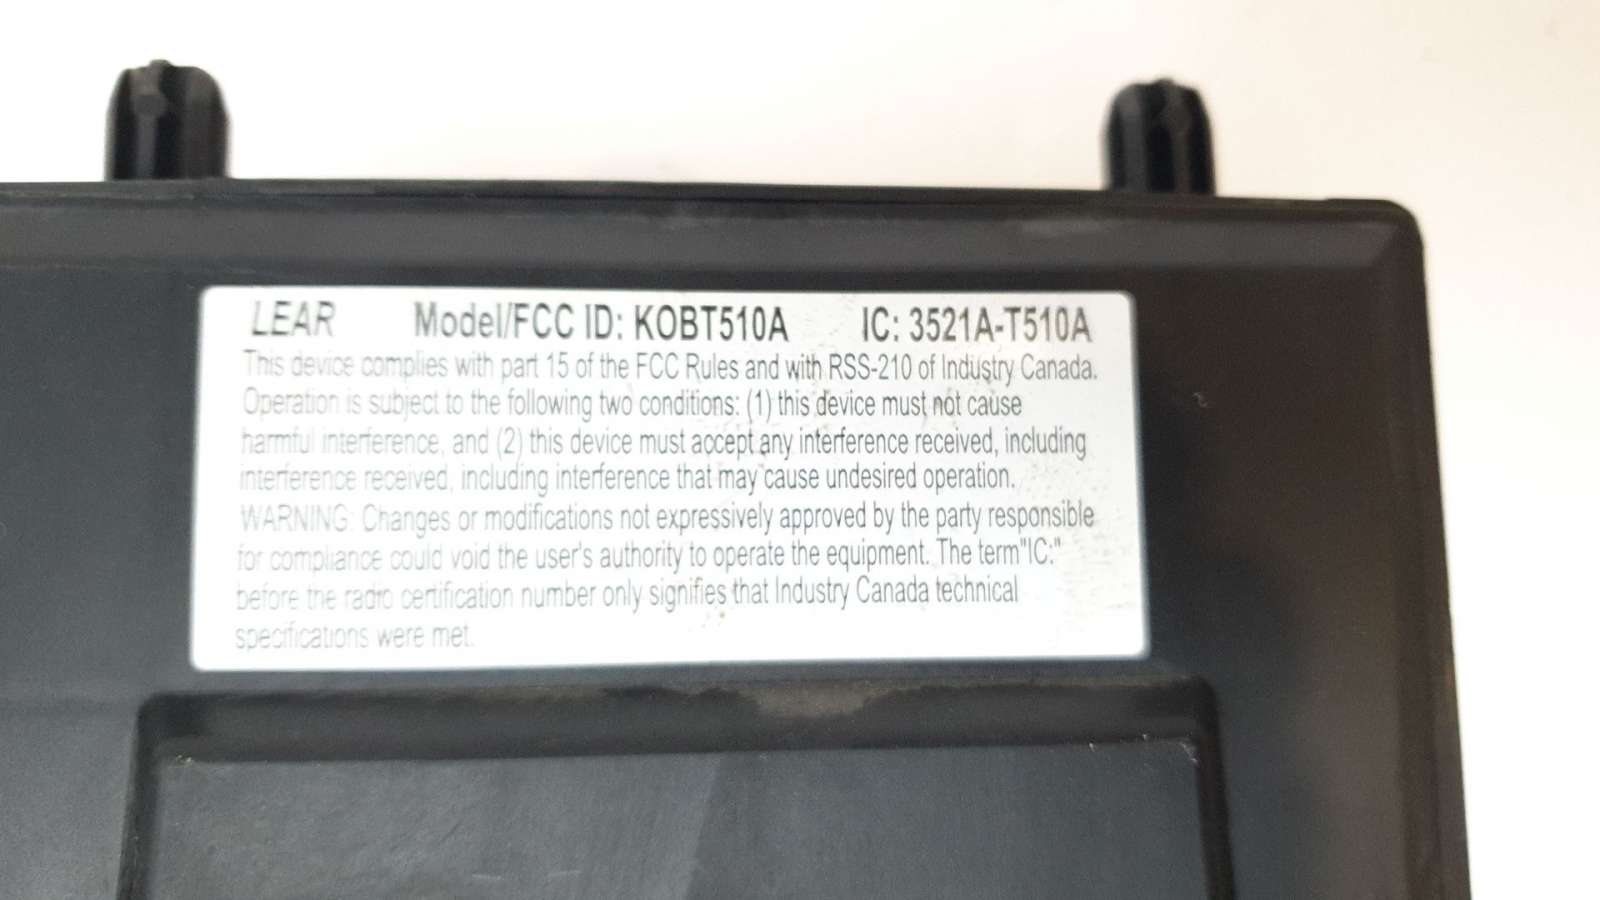 LEAR Model/FCC ID: KOBT510A IC: 3521A-T510A
This device complies with part 15 of the FCC Rules and with RSS-210 of Industry Canada.
Operation is subject to the following two conditions: (1) this device must not cause
harmful interference, and (2) this device must accept any interference received, including
interference received, including interference that may cause undesired operation.
WARNING: Changes or modifications not expressively approved by the party responsible
for compliance could void the user's authority to operate the equipment. The term"IC:"
before the radio certification number only signifies that Industry Canada technical
specifications were met.